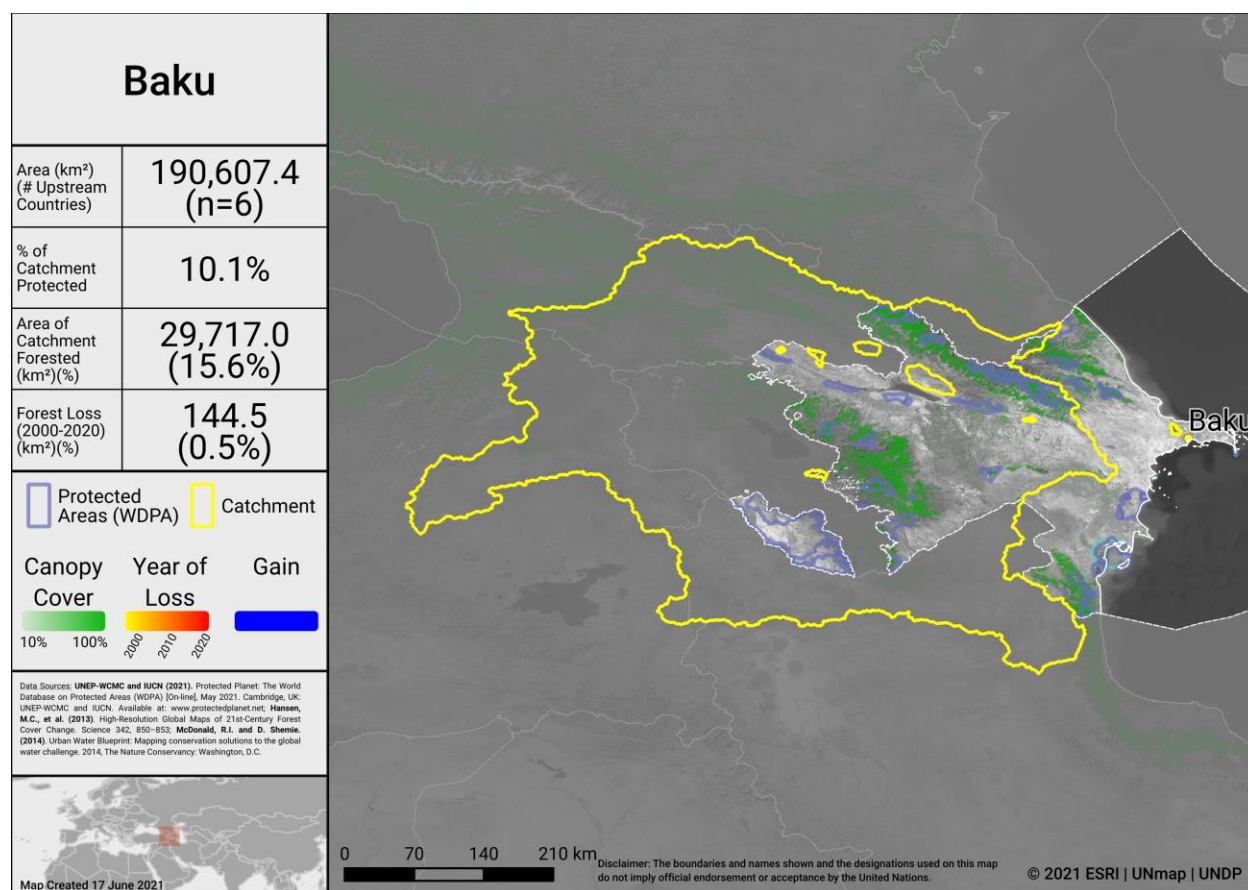 Baku
Area (km²)
(# Upstream
Countries)
190,607.4
(n=6)
% of
Catchment
Protected
10.1%
Area of
Catchment
Forested
(km²)(%)
29,717.0
(15.6%)
Forest Loss
(2000-2020)
(km²)(%)
144.5
(0.5%)
Protected
Areas (WDPA)
Catchment
Canopy
Cover
Year of
Loss
Gain
10%
100%
2000
2010
2020
Data Sources: UNEP-WCMC and IUCN (2021). Protected Planet: The World
Database on Protected Areas (WDPA) [On-line], May 2021. Cambridge, UK:
UNEP-WCMC and IUCN. Available at: www.protectedplanet.net; Hansen,
M.C., et al. (2013). High-Resolution Global Maps of 21st-Century Forest
Cover Change. Science 342, 850–853; McDonald, R.I. and D. Shemie.
(2014). Urban Water Blueprint: Mapping conservation solutions to the global
water challenge. 2014, The Nature Conservancy: Washington, D.C.
Map Created 17 June 2021
Baku
0
70
140
210 km
Disclaimer: The boundaries and names shown and the designations used on this map
do not imply official endorsement or acceptance by the United Nations.
© 2021 ESRI | UNmap | UNDP